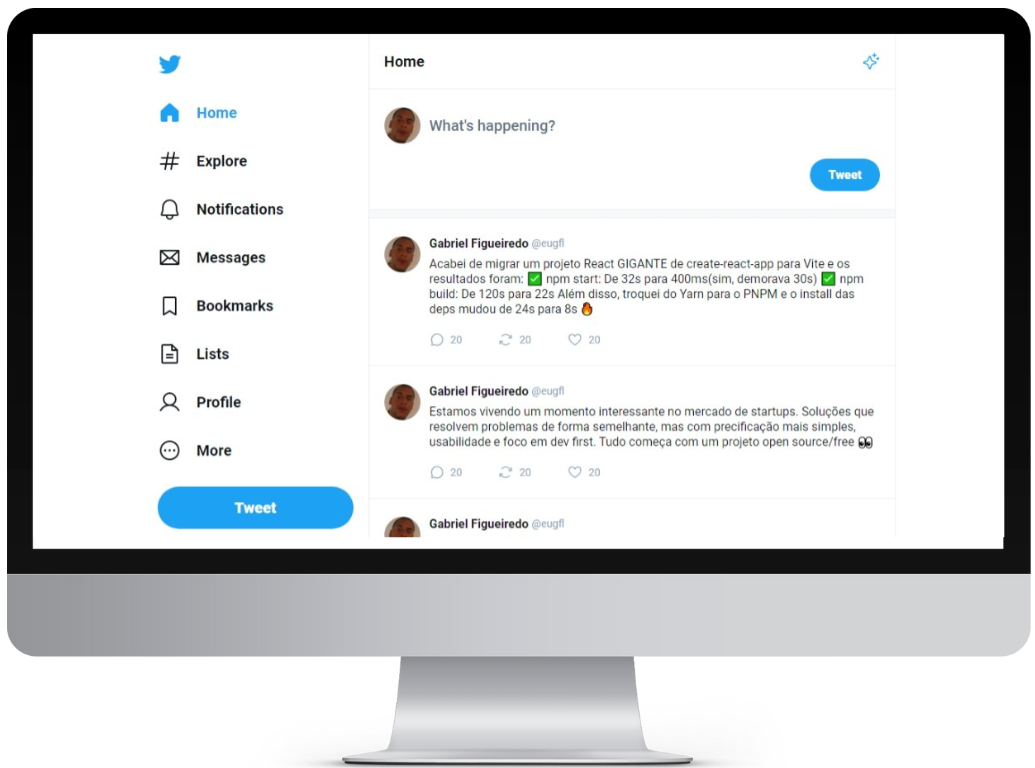 Home
Explore
Notifications
Messages
Bookmarks
Lists
Profile
More
Tweet
Home
What's happening?
Tweet
Gabriel Figueiredo @eugfl
Acabei de migrar um projeto React GIGANTE de create-react-app para Vite e os
resultados foram: ✅ npm start: De 32s para 400ms(sim, demorava 30s) ✅ npm
build: De 120s para 22s Além disso, troquei do Yarn para o PNPM e o install das
deps mudou de 24s para 8s 🔥
20 20 20
Gabriel Figueiredo @eugfl
Estamos vivendo um momento interessante no mercado de startups. Soluções que
resolvem problemas de forma semelhante, mas com precificação mais simples,
usabilidade e foco em dev first. Tudo começa com um projeto open source/free 👀
20 20 20
Gabriel Figueiredo @eugfl